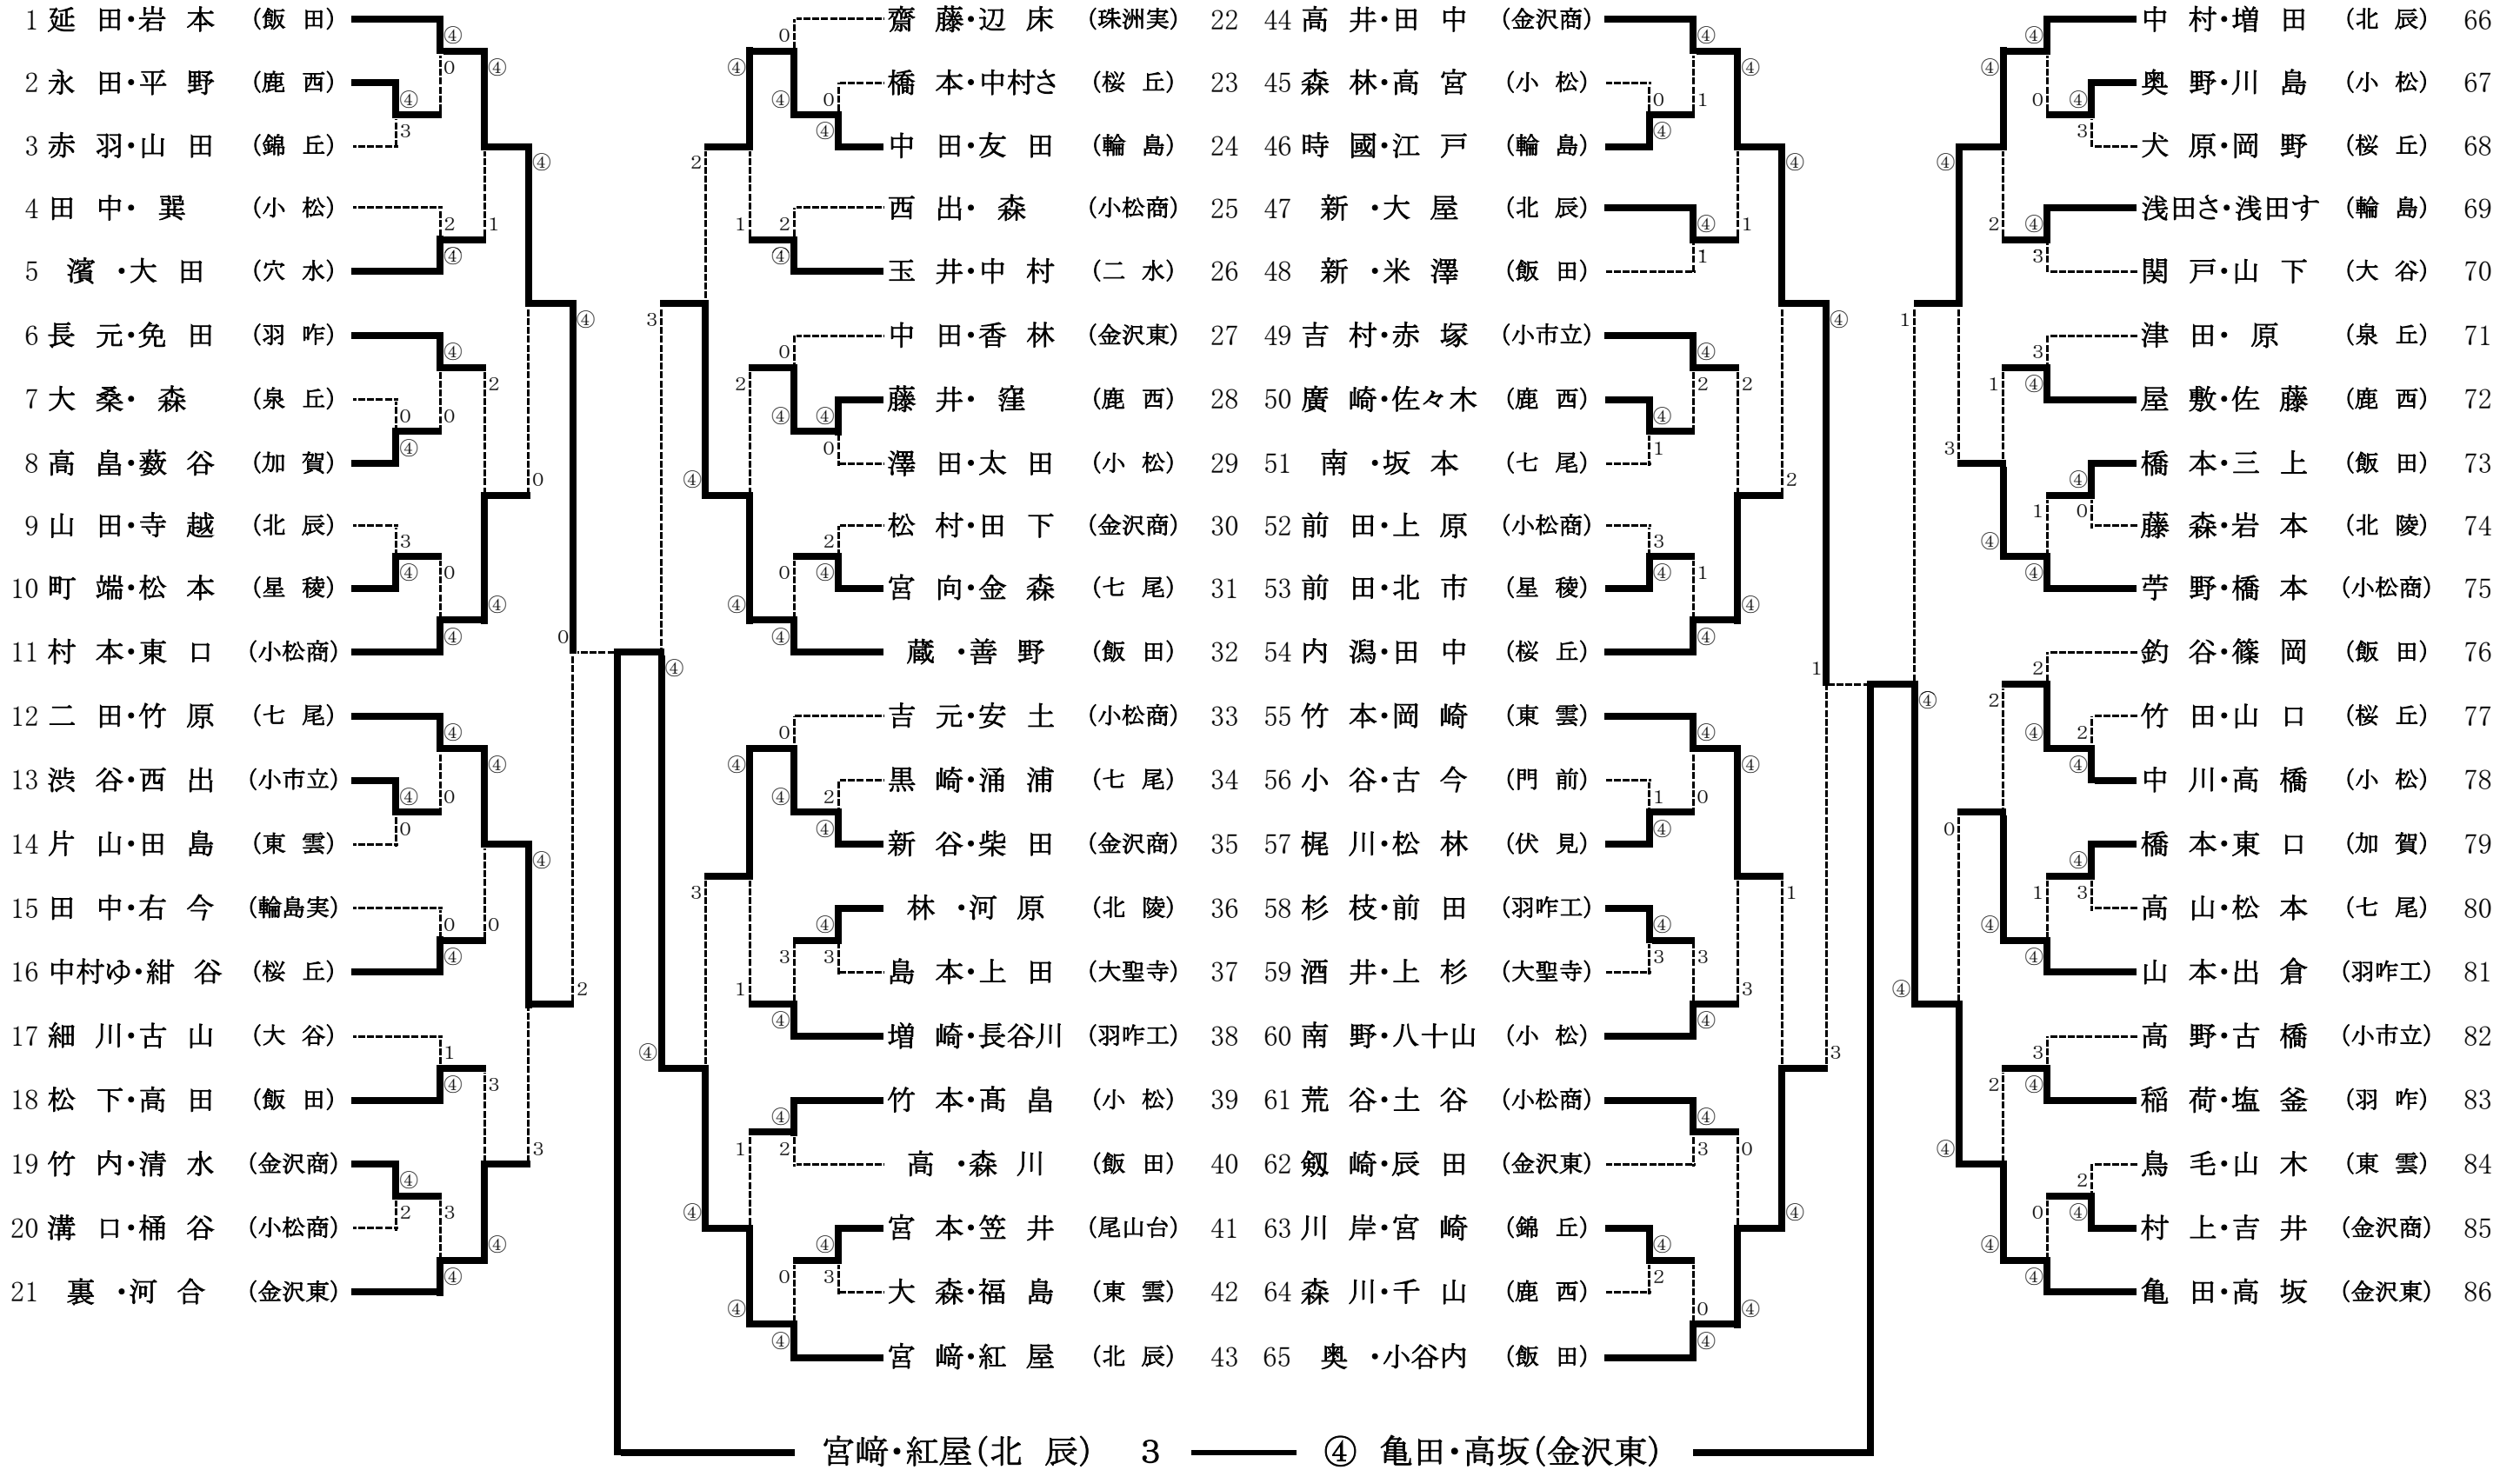 1 延 田・岩 本 (飯 田)
2 永 田・平 野 (鹿 西)
3 赤 羽・山 田 (錦 丘)
4 田 中・ 巽 (小 松)
5 濱 ・大 田 (穴 水)
6 長 元・免 田 (羽 咋)
7 大 桑・ 森 (泉 丘)
8 高 畠・薮 谷 (加 賀)
9 山 田・寺 越 (北 辰)
10 町 端・松 本 (星 稜)
11 村 本・東 口 (小松商)
12 二 田・竹 原 (七 尾)
13 渋 谷・西 出 (小市立)
14 片 山・田 島 (東 雲)
15 田 中・右 今 (輪島実)
16 中村ゆ・紺 谷 (桜 丘)
17 細 川・古 山 (大 谷)
18 松 下・高 田 (飯 田)
19 竹 内・清 水 (金沢商)
20 溝 口・桶 谷 (小松商)
21 裏 ・河 合 (金沢東)
齋 藤・辺 床 (珠洲実) 22
橋 本・中村さ (桜 丘) 23
中 田・友 田 (輪 島) 24
西 出・ 森 (小松商) 25
玉 井・中 村 (二 水) 26
中 田・香 林 (金沢東) 27
藤 井・ 窪 (鹿 西) 28
澤 田・太 田 (小 松) 29
松 村・田 下 (金沢商) 30
宮 向・金 森 (七 尾) 31
蔵 ・善 野 (飯 田) 32
吉 元・安 土 (小松商) 33
黒 崎・涌 浦 (七 尾) 34
新 谷・柴 田 (金沢商) 35
林 ・河 原 (北 陵) 36
島 本・上 田 (大聖寺) 37
増 崎・長谷川 (羽咋工) 38
竹 本・髙 畠 (小 松) 39
高 ・森 川 (飯 田) 40
宮 本・笠 井 (尾山台) 41
大 森・福 島 (東 雲) 42
宮 﨑・紅 屋 (北 辰) 43
44 高 井・田 中 (金沢商)
45 森 林・高 宮 (小 松)
46 時 國・江 戸 (輪 島)
47 新 ・大 屋 (北 辰)
48 新 ・米 澤 (飯 田)
49 吉 村・赤 塚 (小市立)
50 廣 崎・佐々木 (鹿 西)
51 南 ・坂 本 (七 尾)
52 前 田・上 原 (小松商)
53 前 田・北 市 (星 稜)
54 内 潟・田 中 (桜 丘)
55 竹 本・岡 崎 (東 雲)
56 小 谷・古 今 (門 前)
57 梶 川・松 林 (伏 見)
58 杉 枝・前 田 (羽咋工)
59 酒 井・上 杉 (大聖寺)
60 南 野・八十山 (小 松)
61 荒 谷・土 谷 (小松商)
62 剱 崎・辰 田 (金沢東)
63 川 岸・宮 崎 (錦 丘)
64 森 川・千 山 (鹿 西)
65 奥 ・小谷内 (飯 田)
中 村・増 田 (北 辰) 66
奥 野・川 島 (小 松) 67
犬 原・岡 野 (桜 丘) 68
浅田さ・浅田す (輪 島) 69
関 戸・山 下 (大 谷) 70
津 田・ 原 (泉 丘) 71
屋 敷・佐 藤 (鹿 西) 72
橋 本・三 上 (飯 田) 73
藤 森・岩 本 (北 陵) 74
苧 野・橋 本 (小松商) 75
釣 谷・篠 岡 (飯 田) 76
竹 田・山 口 (桜 丘) 77
中 川・高 橋 (小 松) 78
橋 本・東 口 (加 賀) 79
高 山・松 本 (七 尾) 80
山 本・出 倉 (羽咋工) 81
高 野・古 橋 (小市立) 82
稲 荷・塩 釜 (羽 咋) 83
鳥 毛・山 木 (東 雲) 84
村 上・吉 井 (金沢商) 85
亀 田・高 坂 (金沢東) 86
宮﨑・紅屋(北 辰) 3 ―― ④ 亀田・高坂(金沢東)